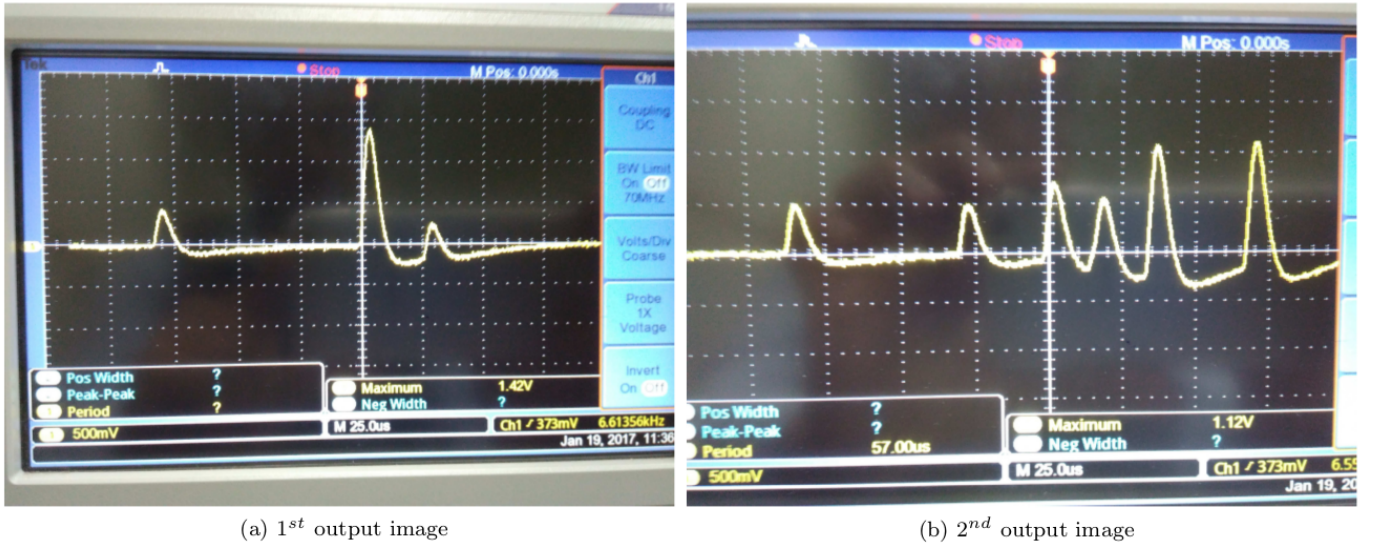 Tek
Stop
M Pos: 0.000s
Ch1
Coupling
DC
BW Limit
On Off
70MHz
Volts/Div
Coarse
Probe
1X
Voltage
Invert
On Off
Pos Width ?
Peak-Peak ?
Period ?
Maximum 1.42V
Neg Width ?
1 500mV
M 25.0us
Ch1 / 373mV 6.61356kHz
Jan 19, 2017, 11:36
(a) 1st output image
Stop
M Pos: 0.000s
Pos Width ?
Peak-Peak ?
Period 57.00us
Maximum 1.12V
Neg Width ?
500mV
M 25.0us
Ch1 / 373mV 6.55
Jan 19, 20
(b) 2nd output image